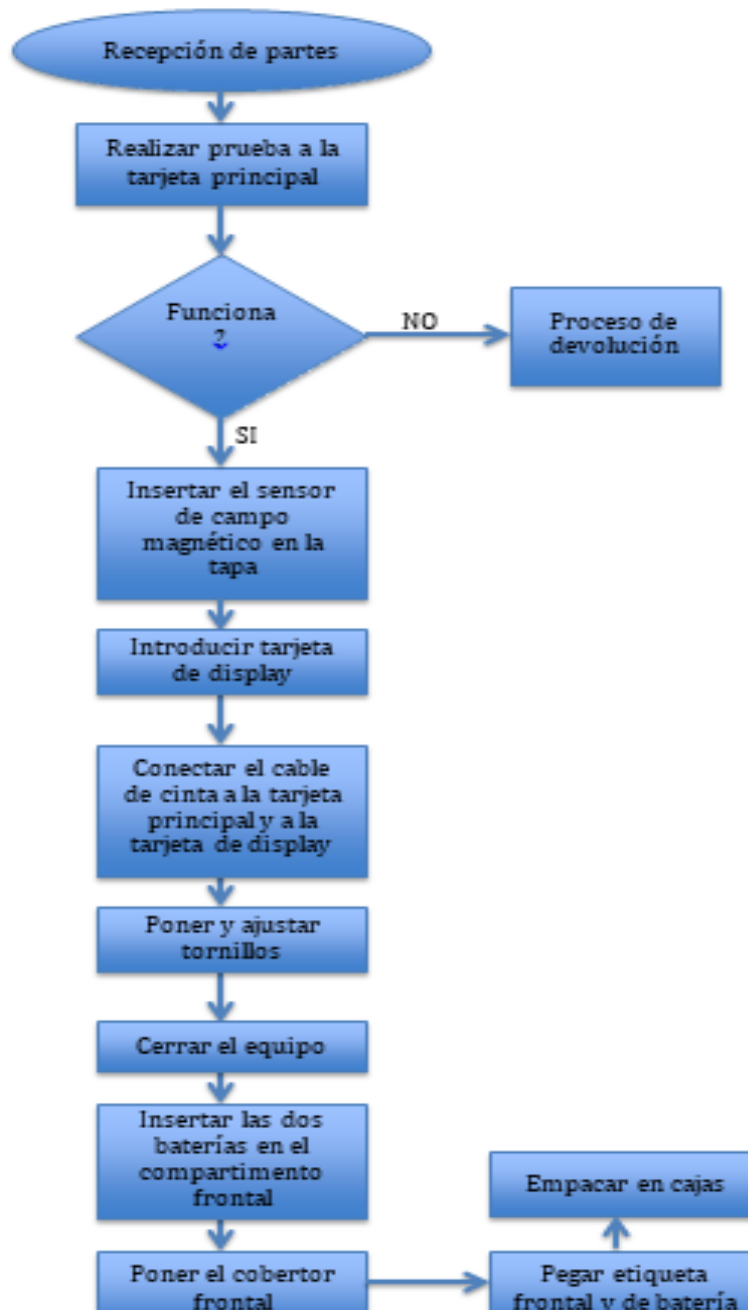 Recepción de partes
Realizar prueba a la
tarjeta principal
Funciona
?
NO
Proceso de
devolución
SI
Insertar el sensor
de campo
magnético en la
tapa
Introducir tarjeta
de display
Conectar el cable
de cinta a la tarjeta
principal y a la
tarjeta de display
Poner y ajustar
tornillos
Cerrar el equipo
Insertar las dos
baterías en el
compartimento
frontal
Empacar en cajas
Poner el cobertor
frontal
Pegar etiqueta
frontal y de batería